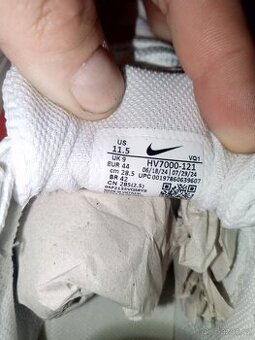 US
11.5
VQ1
UK 9
EUR 44
HV7000-121
cm 28.5
06/18/24 07/29/24
BR 42
UPC 00197860639607
CN 285(2.5)